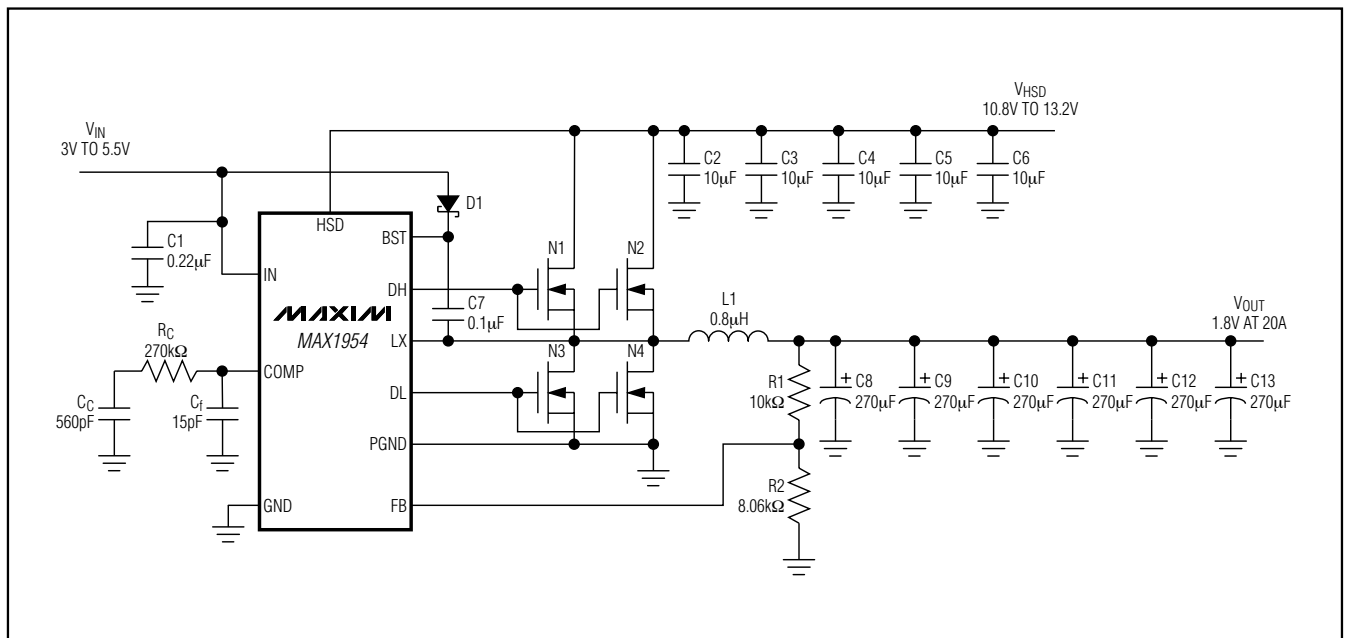 VHSD
10.8V TO 13.2V
VIN
3V TO 5.5V
C2
10μF
C3
10μF
C4
10μF
C5
10μF
C6
10μF
D1
HSD
BST
C1
0.22μF
IN
N1
N2
DH
C7
0.1μF
MAXIM
MAX1954
L1
0.8μH
VOUT
1.8V AT 20A
RC
270kΩ
LX
N3
N4
COMP
DL
R1
10kΩ
C8
270μF
C9
270μF
C10
270μF
C11
270μF
C12
270μF
C13
270μF
+
+
+
+
+
+
CC
560pF
Cf
15pF
PGND
R2
8.06kΩ
GND
FB